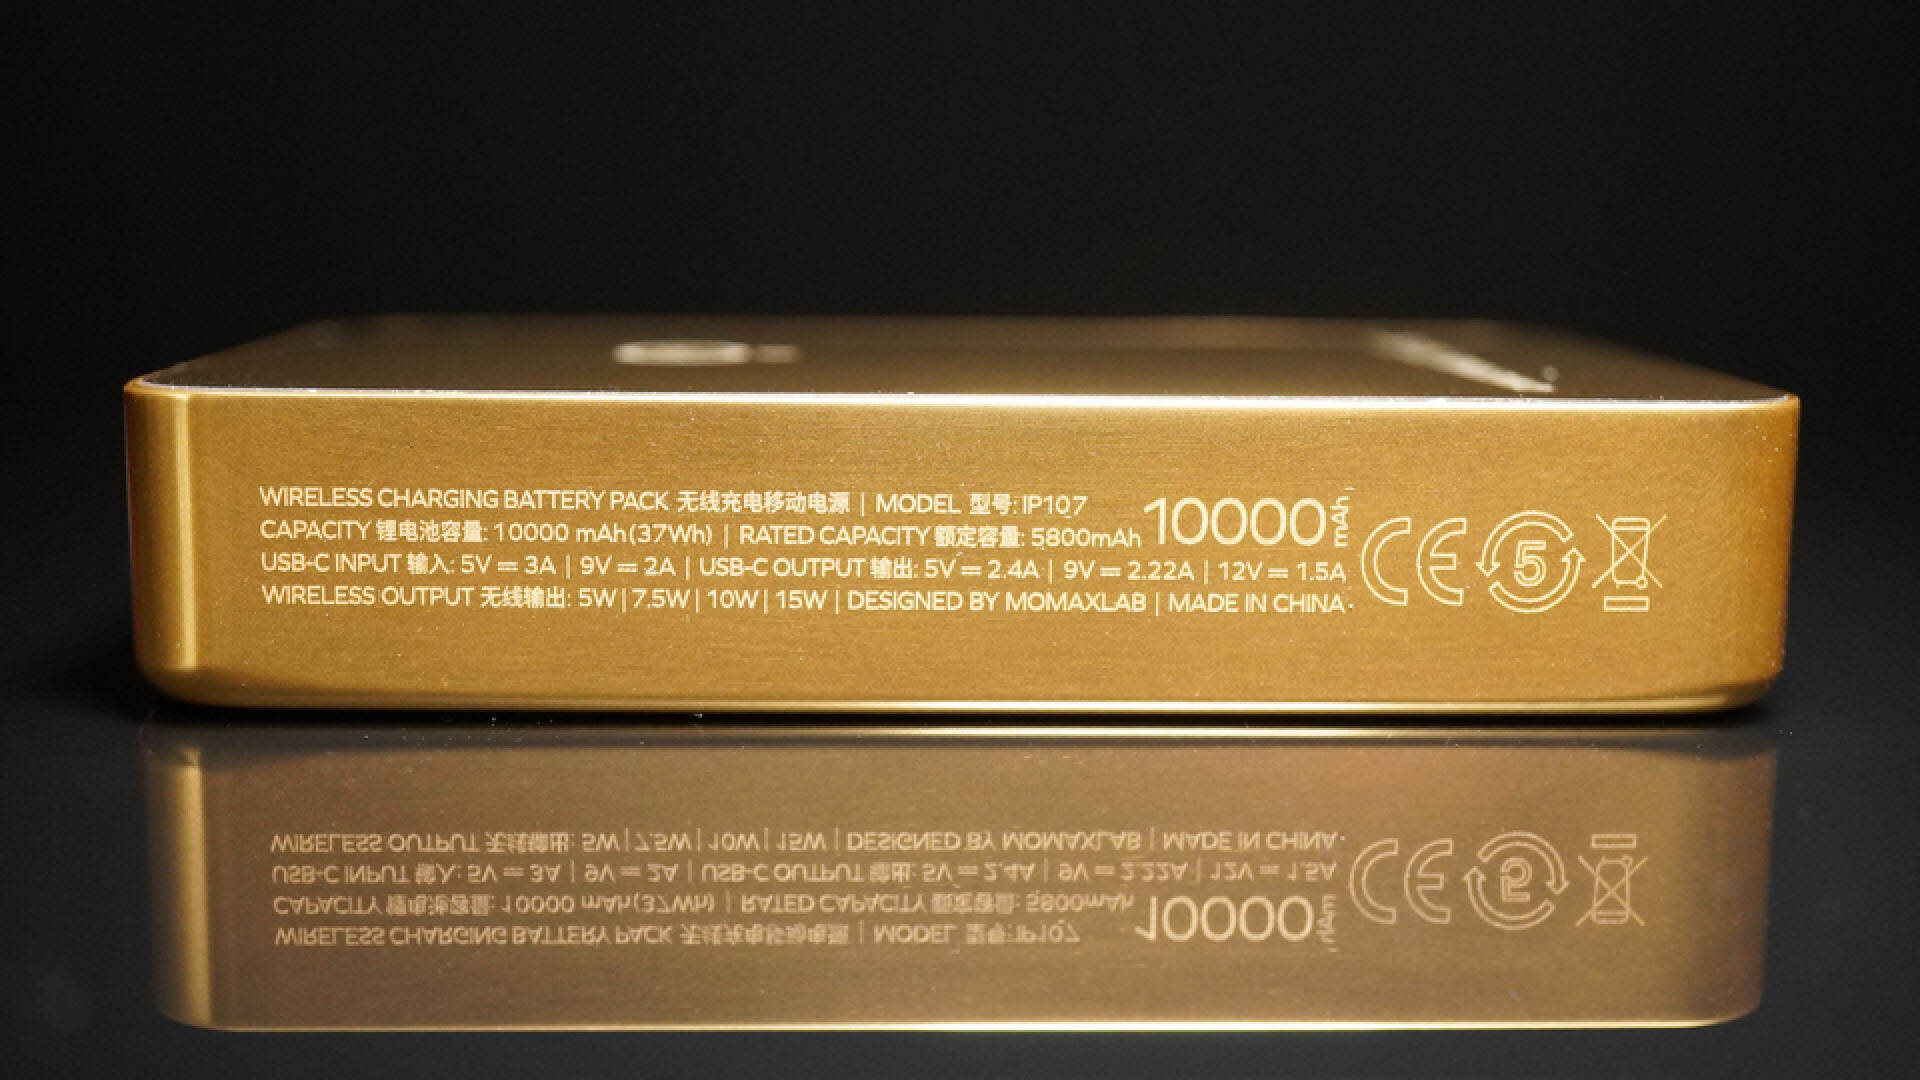 WIRELESS CHARGING BATTERY PACK 无线充电移动电源 | MODEL 型号: IP107
CAPACITY 锂电池容量: 10000 mAh(37Wh) | RATED CAPACITY 额定容量: 5800mAh
10000 mAh
USB-C INPUT 输入: 5V ⎓ 3A | 9V ⎓ 2A | USB-C OUTPUT 输出: 5V ⎓ 2.4A | 9V ⎓ 2.22A | 12V ⎓ 1.5A
WIRELESS OUTPUT 无线输出: 5W | 7.5W | 10W | 15W | DESIGNED BY MOMAXLAB | MADE IN CHINA
CE 5